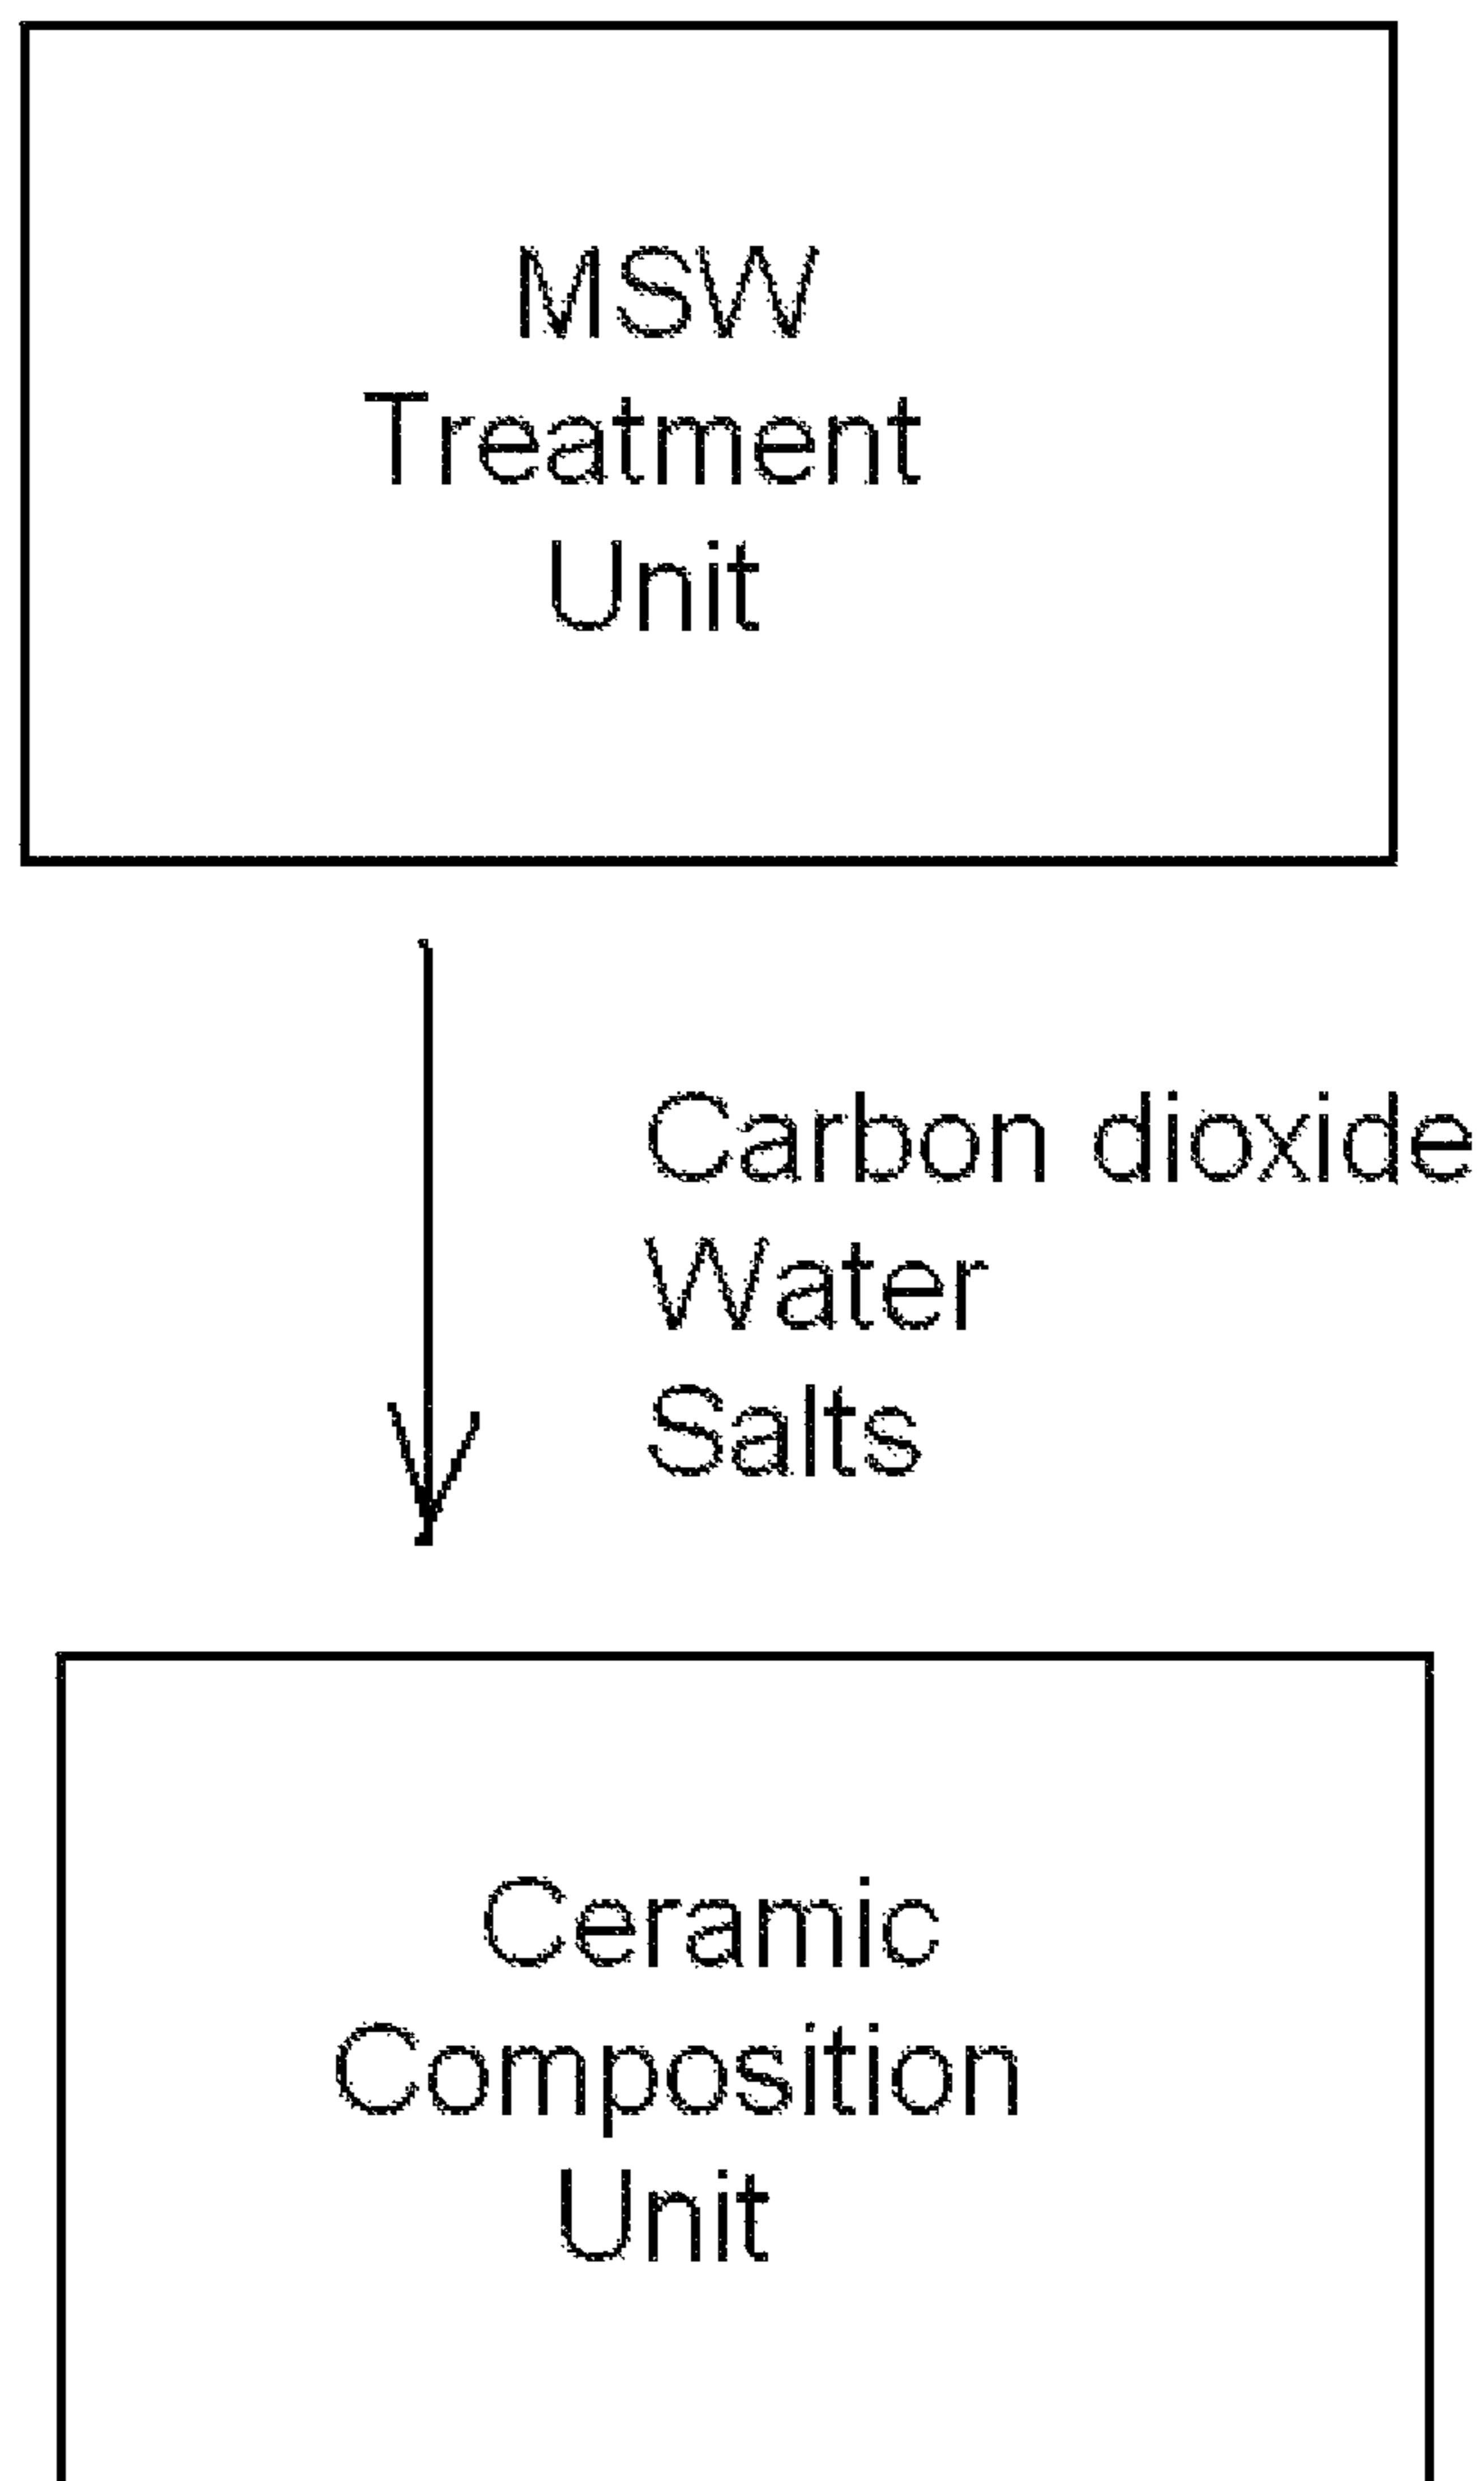 MSW
Treatment
Unit
Carbon dioxide
Water
Salts
Ceramic
Composition
Unit